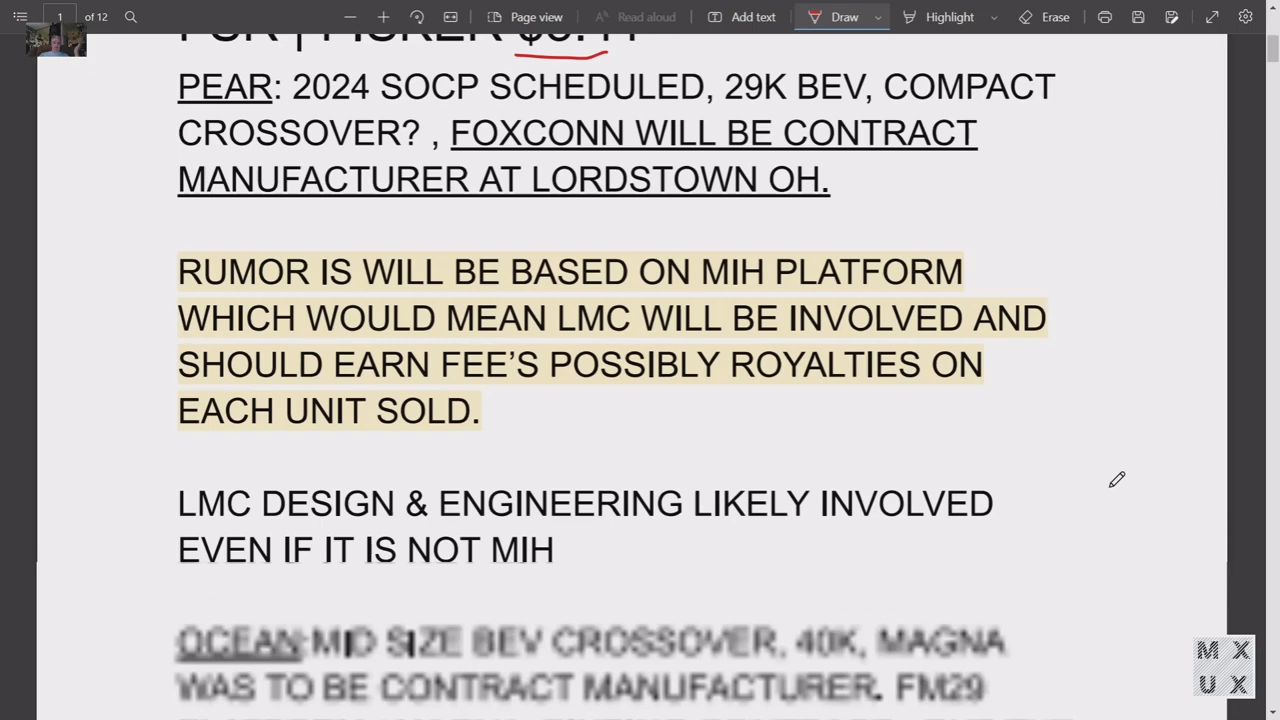 1 of 12 Page view Read aloud Add text Draw Highlight Erase
PEAR: 2024 SOCP SCHEDULED, 29K BEV, COMPACT
CROSSOVER? , FOXCONN WILL BE CONTRACT
MANUFACTURER AT LORDSTOWN OH.
RUMOR IS WILL BE BASED ON MIH PLATFORM
WHICH WOULD MEAN LMC WILL BE INVOLVED AND
SHOULD EARN FEE'S POSSIBLY ROYALTIES ON
EACH UNIT SOLD.
LMC DESIGN & ENGINEERING LIKELY INVOLVED
EVEN IF IT IS NOT MIH
OCEAN: MID SIZE BEV CROSSOVER, 40K, MAGNA
WAS TO BE CONTRACT MANUFACTURER. FM29
M X
U X